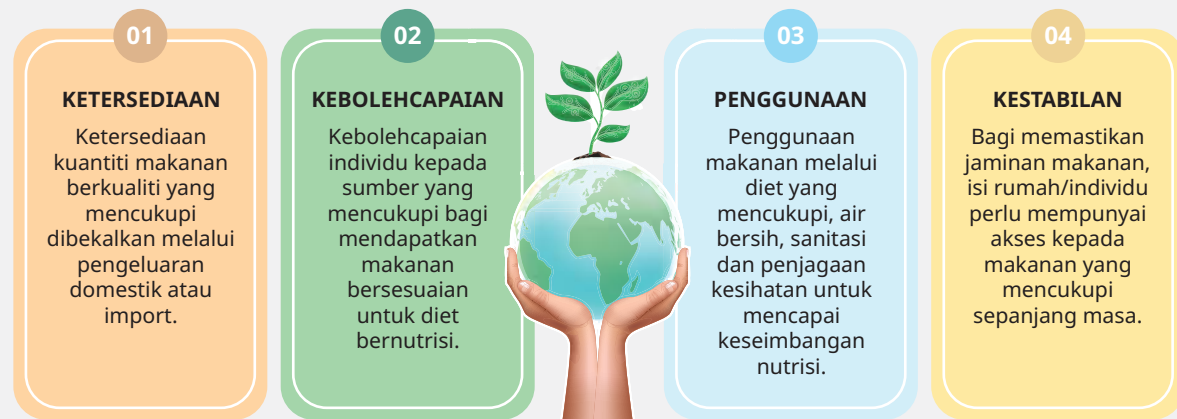 01
KETERSEDIAAN
Ketersediaan
kuantiti makanan
berkualiti yang
mencukupi
dibekalkan melalui
pengeluaran
domestik atau
import.
02
KEBOLEHCAPAIAN
Kebolehcapaian
individu kepada
sumber yang
mencukupi bagi
mendapatkan
makanan
bersesuaian
untuk diet
bernutrisi.
03
PENGGUNAAN
Penggunaan
makanan melalui
diet yang
mencukupi, air
bersih, sanitasi
dan penjagaan
kesihatan untuk
mencapai
keseimbangan
nutrisi.
04
KESTABILAN
Bagi memastikan
jaminan makanan,
isi rumah/individu
perlu mempunyai
akses kepada
makanan yang
mencukupi
sepanjang masa.